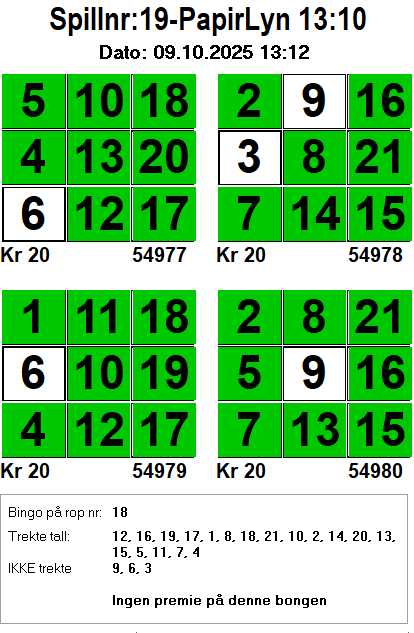 Spillnr:19-PapirLyn 13:10
Dato: 09.10.2025 13:12
5 10 18 2 9 16
4 13 20 3 8 21
6 12 17 7 14 15
Kr 20 54977 Kr 20 54978
1 11 18 2 8 21
6 10 19 5 9 16
4 12 17 7 13 15
Kr 20 54979 Kr 20 54980
Bingo på rop nr: 18
Trekte tall: 12, 16, 19, 17, 1, 8, 18, 21, 10, 2, 14, 20, 13,
15, 5, 11, 7, 4
IKKE trekte 9, 6, 3
Ingen premie på denne bongen